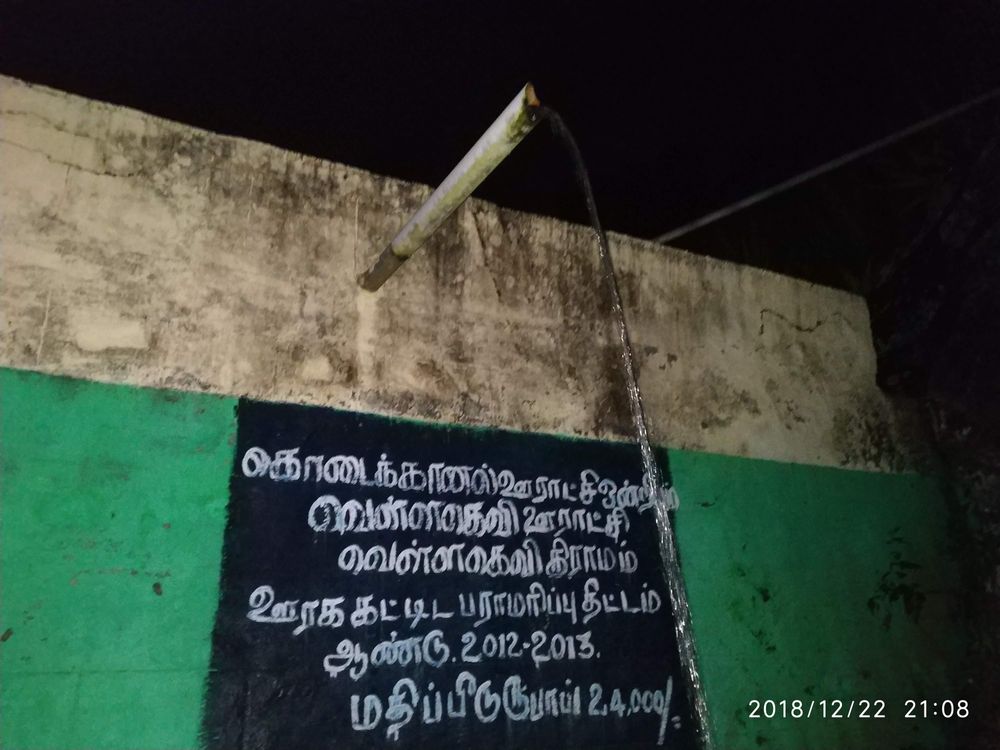 கொடைக்கானல் ஊராட்சி ஒன்றிய
வெள்ளகெவி ஊராட்சி
வெள்ளகெவி கிராமம்
ஊரக கட்டிட பராமரிப்பு தீட்டம்
ஆண்டு. 2012-2013.
மதிப்பீடு ருபாய் 2,4,000/-
2018/12/22 21:08